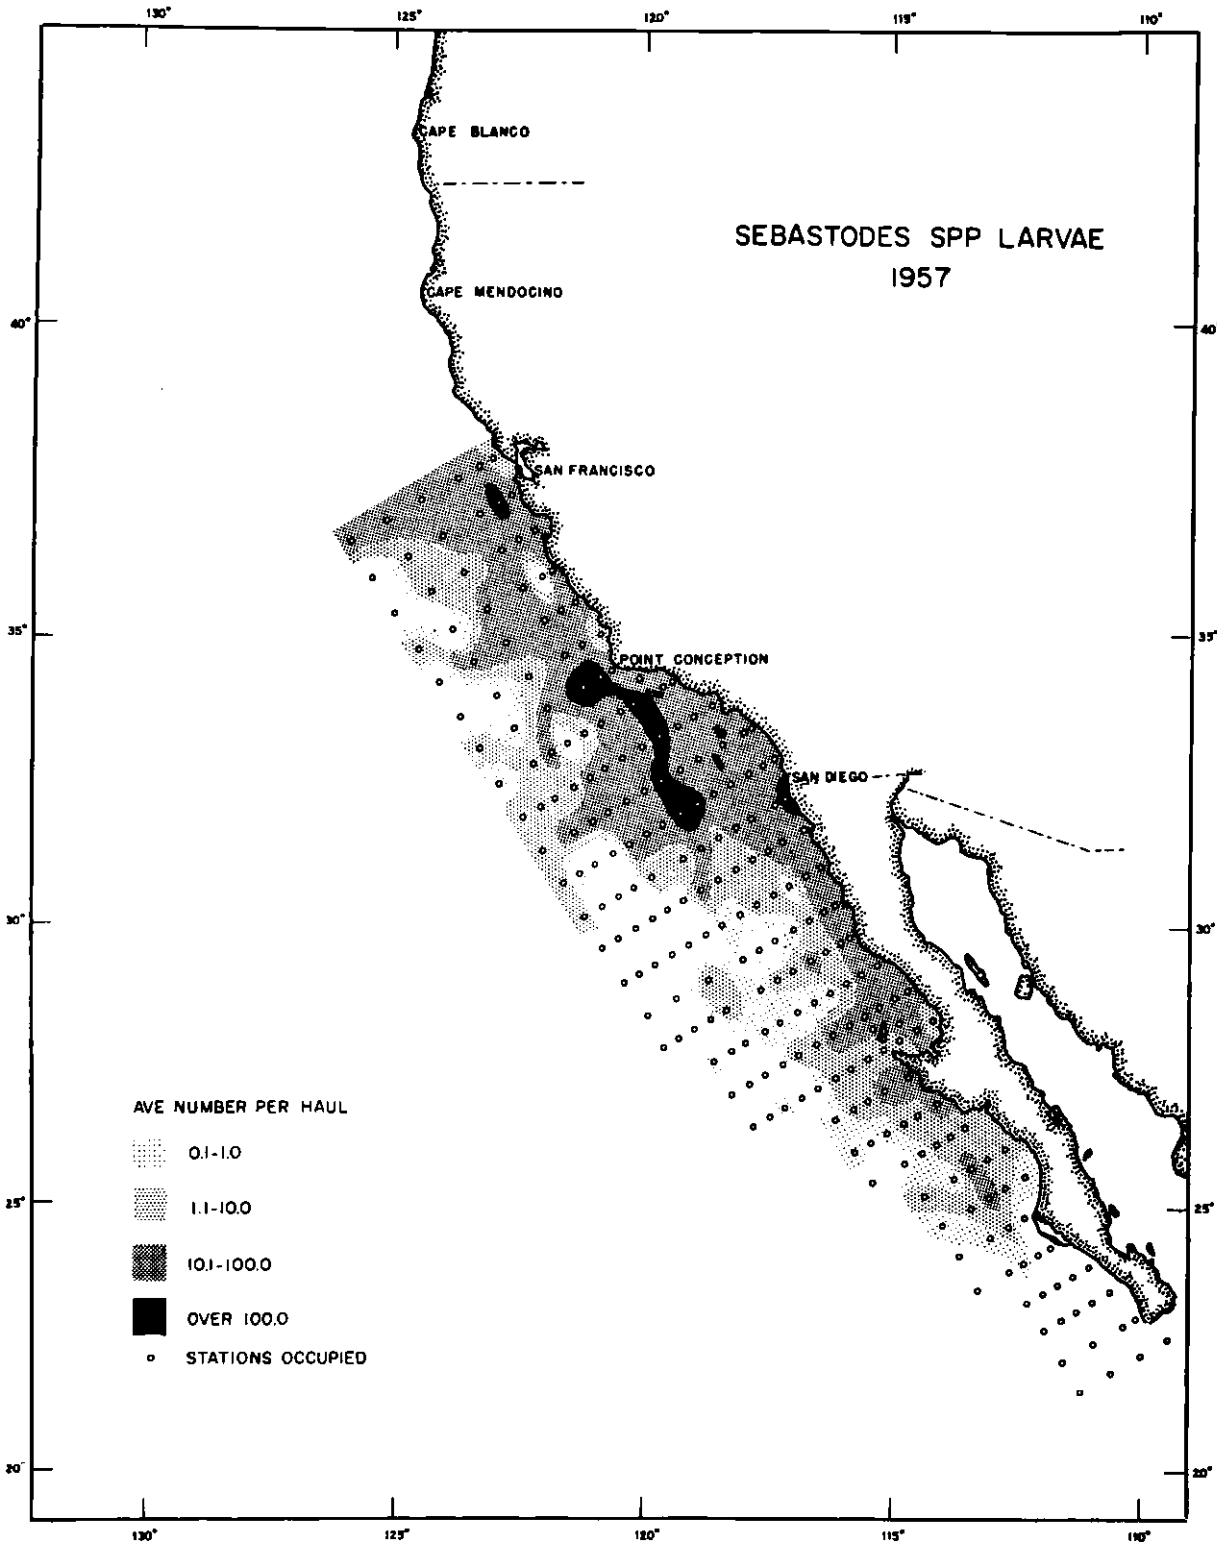 130° 125° 120° 115° 110°
CAPE BLANCO
SEBASTODES SPP LARVAE
1957
CAPE MENDOCINO
40° 40°
SAN FRANCISCO
35° 35°
POINT CONCEPTION
SAN DIEGO
30° 30°
AVE NUMBER PER HAUL
0.1-1.0
1.1-10.0
25° 25°
10.1-100.0
OVER 100.0
STATIONS OCCUPIED
20° 20°
130° 125° 120° 115° 110°